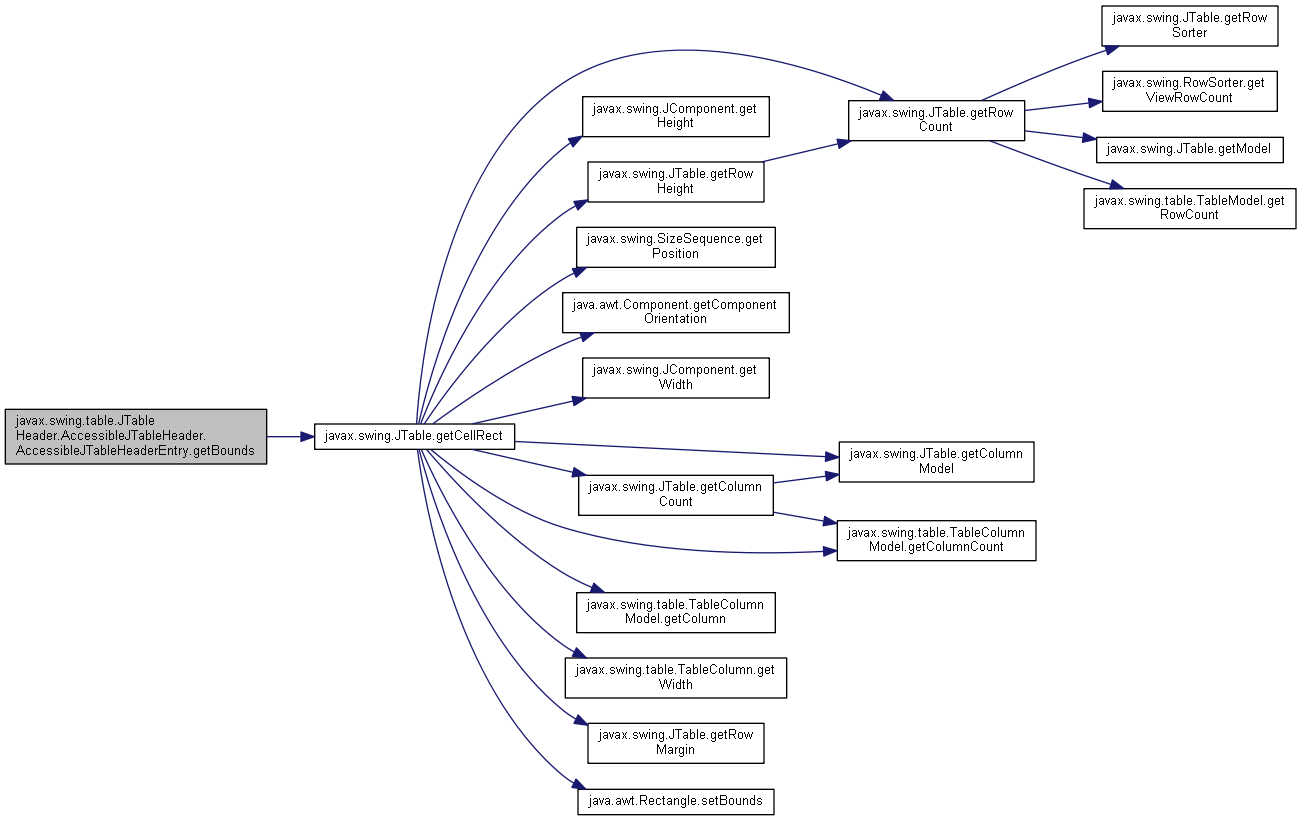 javax.swing.table.JTable
Header.AccessibleJTableHeader.
AccessibleJTableHeaderEntry.getBounds
javax.swing.JTable.getCellRect
javax.swing.JComponent.get
Height
javax.swing.JTable.getRow
Height
javax.swing.SizeSequence.get
Position
java.awt.Component.getComponent
Orientation
javax.swing.JComponent.get
Width
javax.swing.JTable.getColumn
Count
javax.swing.table.TableColumn
Model.getColumn
javax.swing.table.TableColumn.get
Width
javax.swing.JTable.getRow
Margin
java.awt.Rectangle.setBounds
javax.swing.JTable.getRow
Count
javax.swing.JTable.getColumn
Model
javax.swing.table.TableColumn
Model.getColumnCount
javax.swing.JTable.getRow
Sorter
javax.swing.RowSorter.get
ViewRowCount
javax.swing.JTable.getModel
javax.swing.table.TableModel.get
RowCount